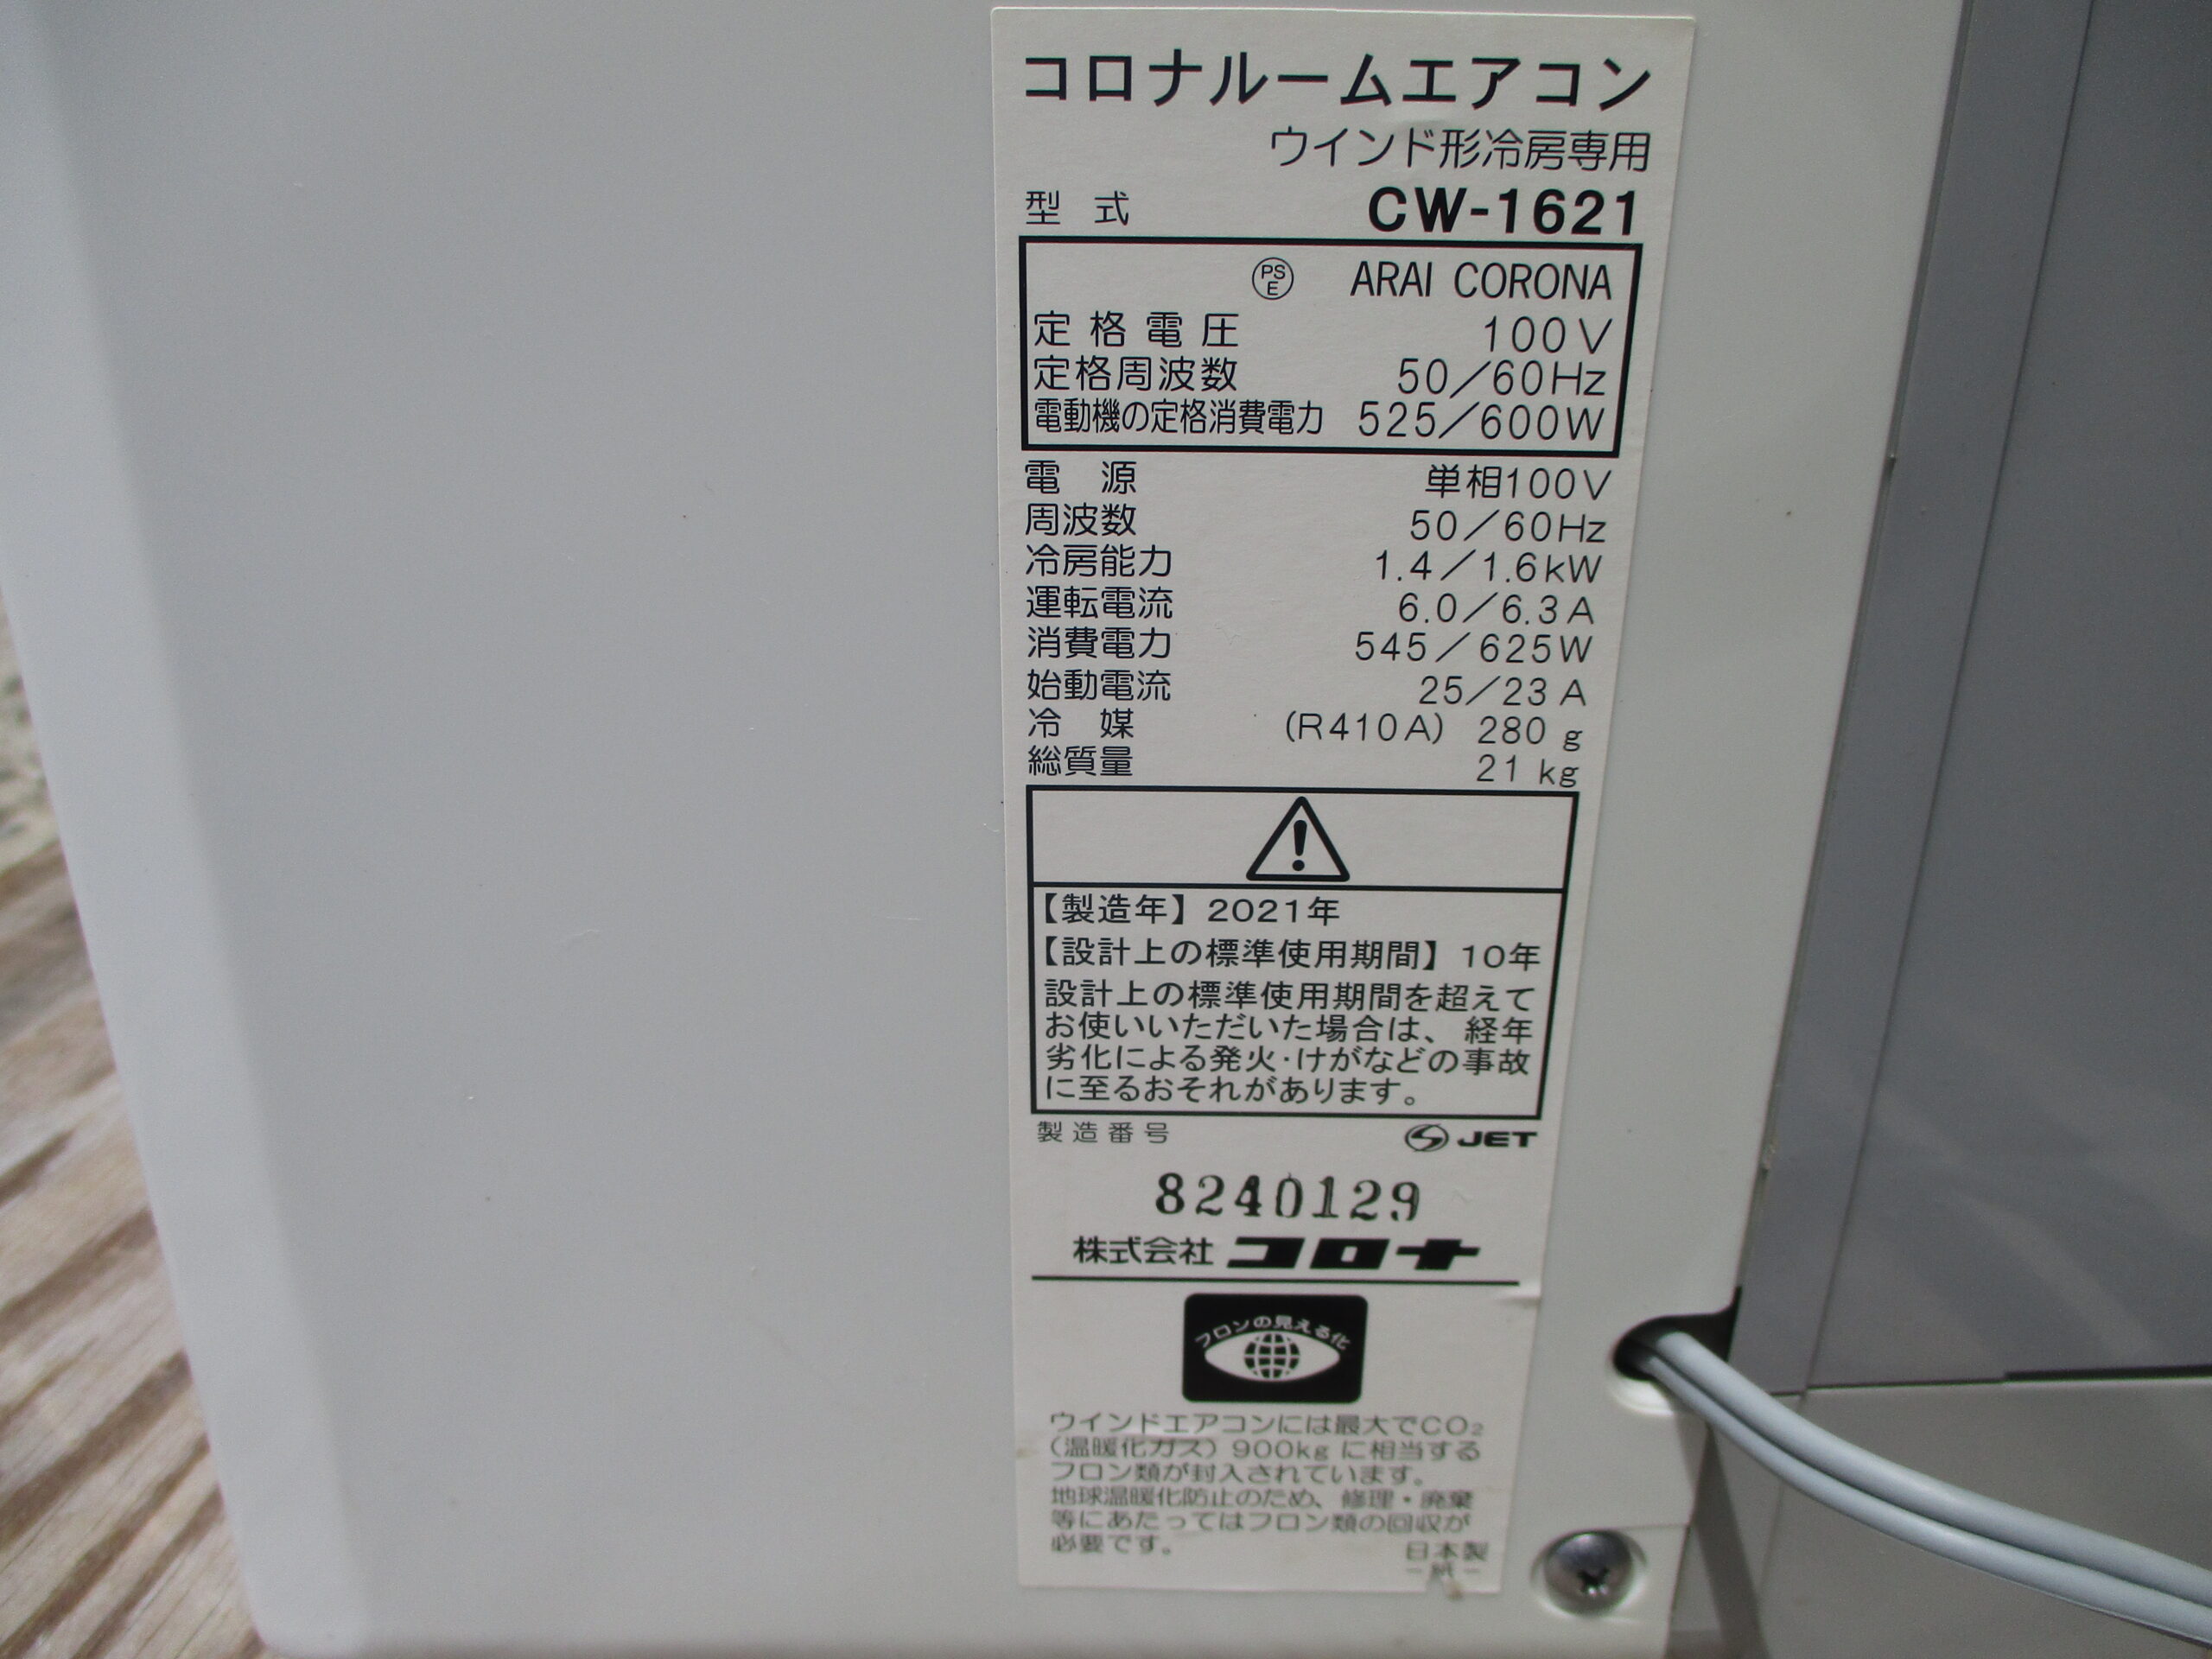 コロナルームエアコン
ウインド形冷房専用
型式 CW-1621
PSE ARAI CORONA
定格電圧 100V
定格周波数 50/60Hz
電動機の定格消費電力 525/600W
電源 単相100V
周波数 50/60Hz
冷房能力 1.4/1.6kW
運転電流 6.0/6.3A
消費電力 545/625W
始動電流 25/23A
冷媒 (R410A) 280g
総質量 21kg
【製造年】2021年
【設計上の標準使用期間】10年
設計上の標準使用期間を超えて
お使いいただいた場合は、経年
劣化による発火・けがなどの事故
に至るおそれがあります。
製造番号 JET
8240129
株式会社 コロナ
フロンの見える化
ウインドエアコンには最大でCO₂
(温暖化ガス)900kgに相当する
フロン類が封入されています。
地球温暖化防止のため、修理・廃棄
等にあたってはフロン類の回収が
必要です。 日本製